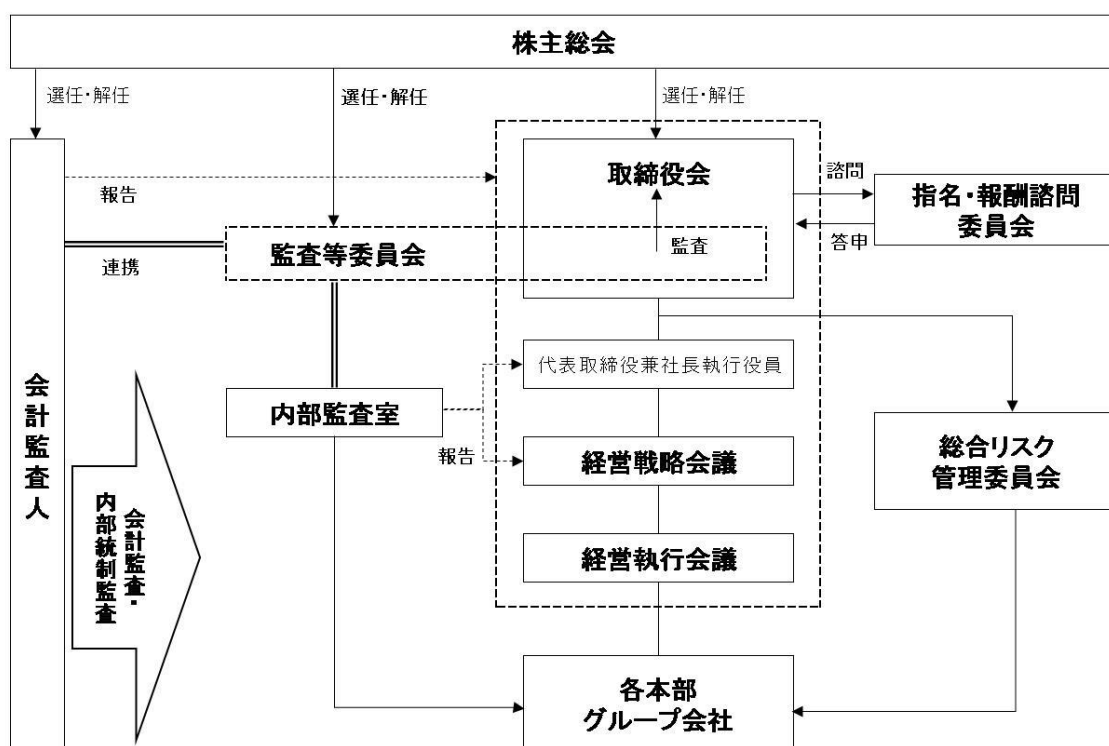 株主総会
選任・解任
選任・解任
選任・解任
報告
取締役会
諮問
指名・報酬諮問
委員会
答申
監査等委員会
監査
連携
代表取締役兼社長執行役員
会計監査人
内部監査室
報告
経営戦略会議
総合リスク
管理委員会
会計監査・
内部統制監査
経営執行会議
各本部
グループ会社